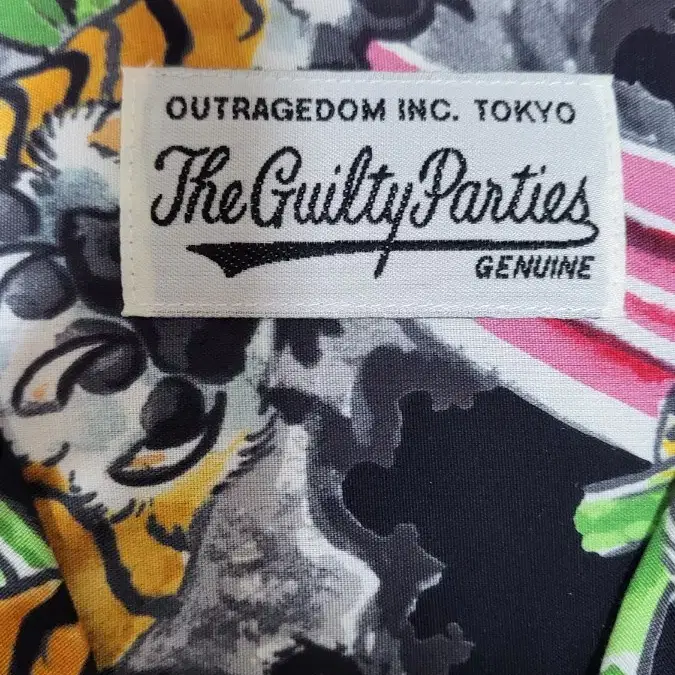 OUTRAGEDOM INC. TOKYO
The Guilty Parties
GENUINE